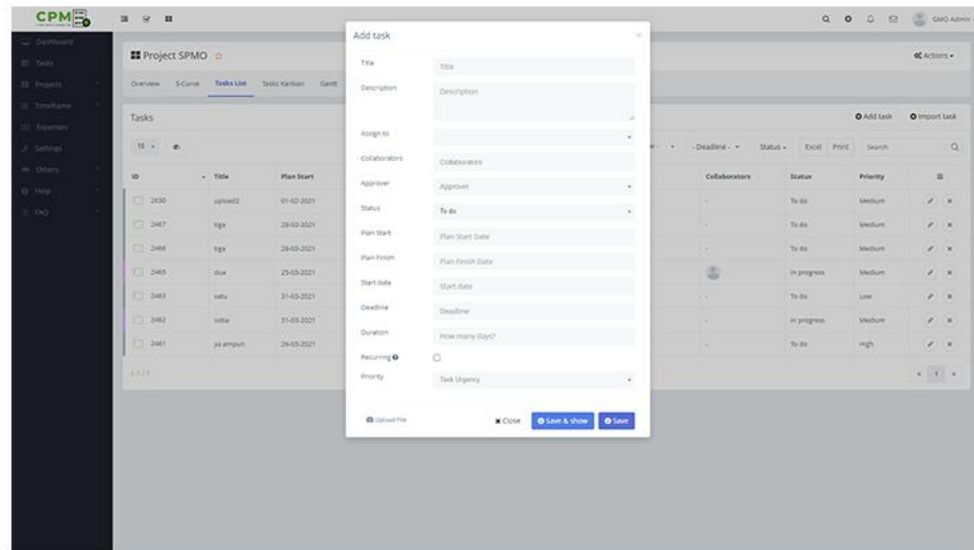 CPM
GMO Admin
Dashboard
Tasks
Projects
Timeframe
Expenses
Settings
Others
Help
FAQ
Project SPMO
Actions
Overview S-Curve Tasks List Tasks Kanban Gantt
Tasks
Add task Import task
15
- Deadline - Status Excel Print Search
ID Title Plan Start Collaborators Status Priority
2630 upload2 01-02-2021 - To do Medium
2467 tiga 28-03-2021 - To do Medium
2466 tiga 28-03-2021 - To do Medium
2465 dua 25-03-2021 In progress Medium
2463 satu 31-03-2021 - To do Low
2462 soba 31-03-2021 - In progress Medium
2461 ya ampun 26-03-2021 - To do High
1-7 / 7
1
Add task
Title Title
Description Description
Assign to
Collaborators Collaborators
Approver Approver
Status To do
Plan Start Plan Start Date
Plan Finish Plan Finish Date
Start date Start date
Deadline Deadline
Duration How many days?
Recurring
Priority Task Urgency
Upload File Close Save & show Save